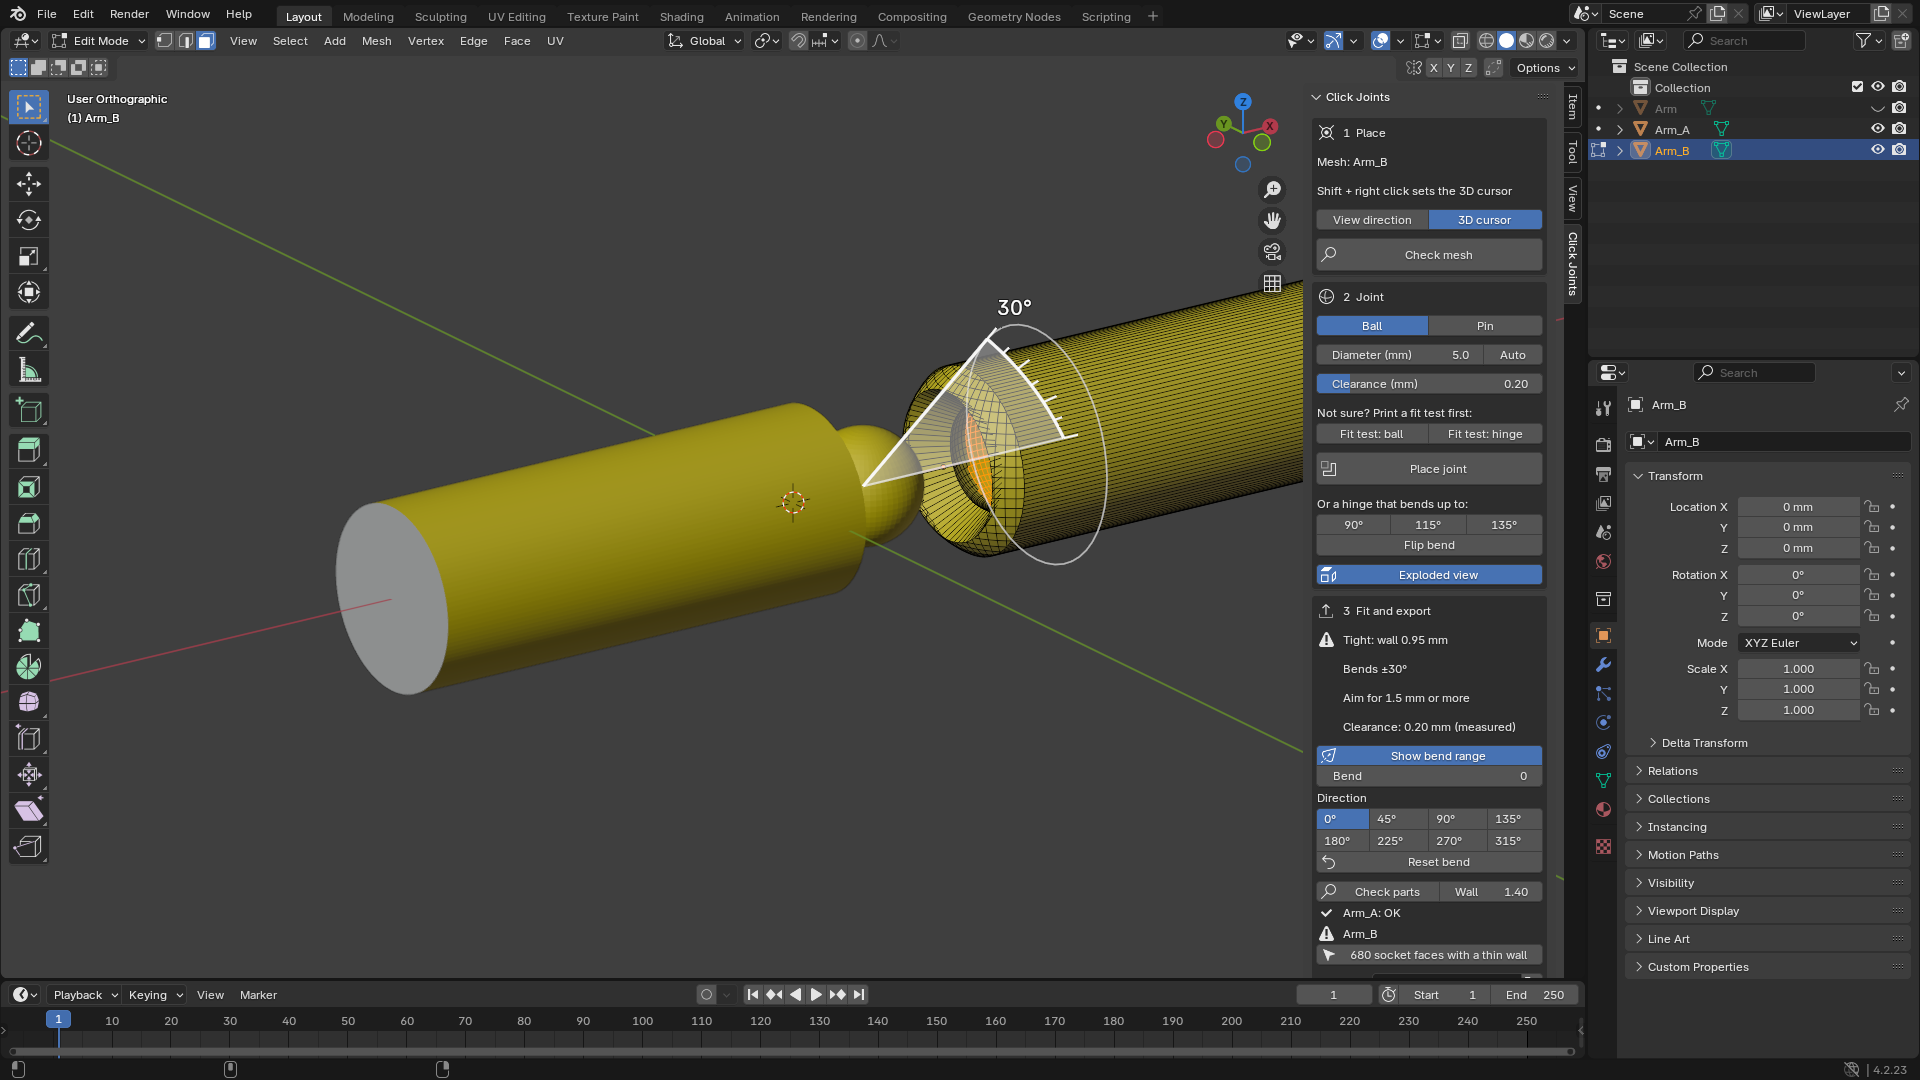 File Edit Render Window Help Layout Modeling Sculpting UV Editing Texture Paint Shading Animation Rendering Compositing Geometry Nodes Scripting + Scene ViewLayer
Edit Mode View Select Add Mesh Vertex Edge Face UV Global Search
X Y Z Options
User Orthographic
(1) Arm_B
Z
Y
X
30°
Click Joints
1 Place
Mesh: Arm_B
Shift + right click sets the 3D cursor
View direction 3D cursor
Check mesh
2 Joint
Ball Pin
Diameter (mm) 5.0 Auto
Clearance (mm) 0.20
Not sure? Print a fit test first:
Fit test: ball Fit test: hinge
Place joint
Or a hinge that bends up to:
90° 115° 135°
Flip bend
Exploded view
3 Fit and export
Tight: wall 0.95 mm
Bends ±30°
Aim for 1.5 mm or more
Clearance: 0.20 mm (measured)
Show bend range
Bend 0
Direction
0° 45° 90° 135°
180° 225° 270° 315°
Reset bend
Check parts Wall 1.40
Arm_A: OK
Arm_B
680 socket faces with a thin wall
Item
Tool
View
Click Joints
Scene Collection
Collection
Arm
Arm_A
Arm_B
Search
Arm_B
Arm_B
Transform
Location X 0 mm
Y 0 mm
Z 0 mm
Rotation X 0°
Y 0°
Z 0°
Mode XYZ Euler
Scale X 1.000
Y 1.000
Z 1.000
Delta Transform
Relations
Collections
Instancing
Motion Paths
Visibility
Viewport Display
Line Art
Custom Properties
Playback Keying View Marker 1 Start 1 End 250
1 10 20 30 40 50 60 70 80 90 100 110 120 130 140 150 160 170 180 190 200 210 220 230 240 250
4.2.23